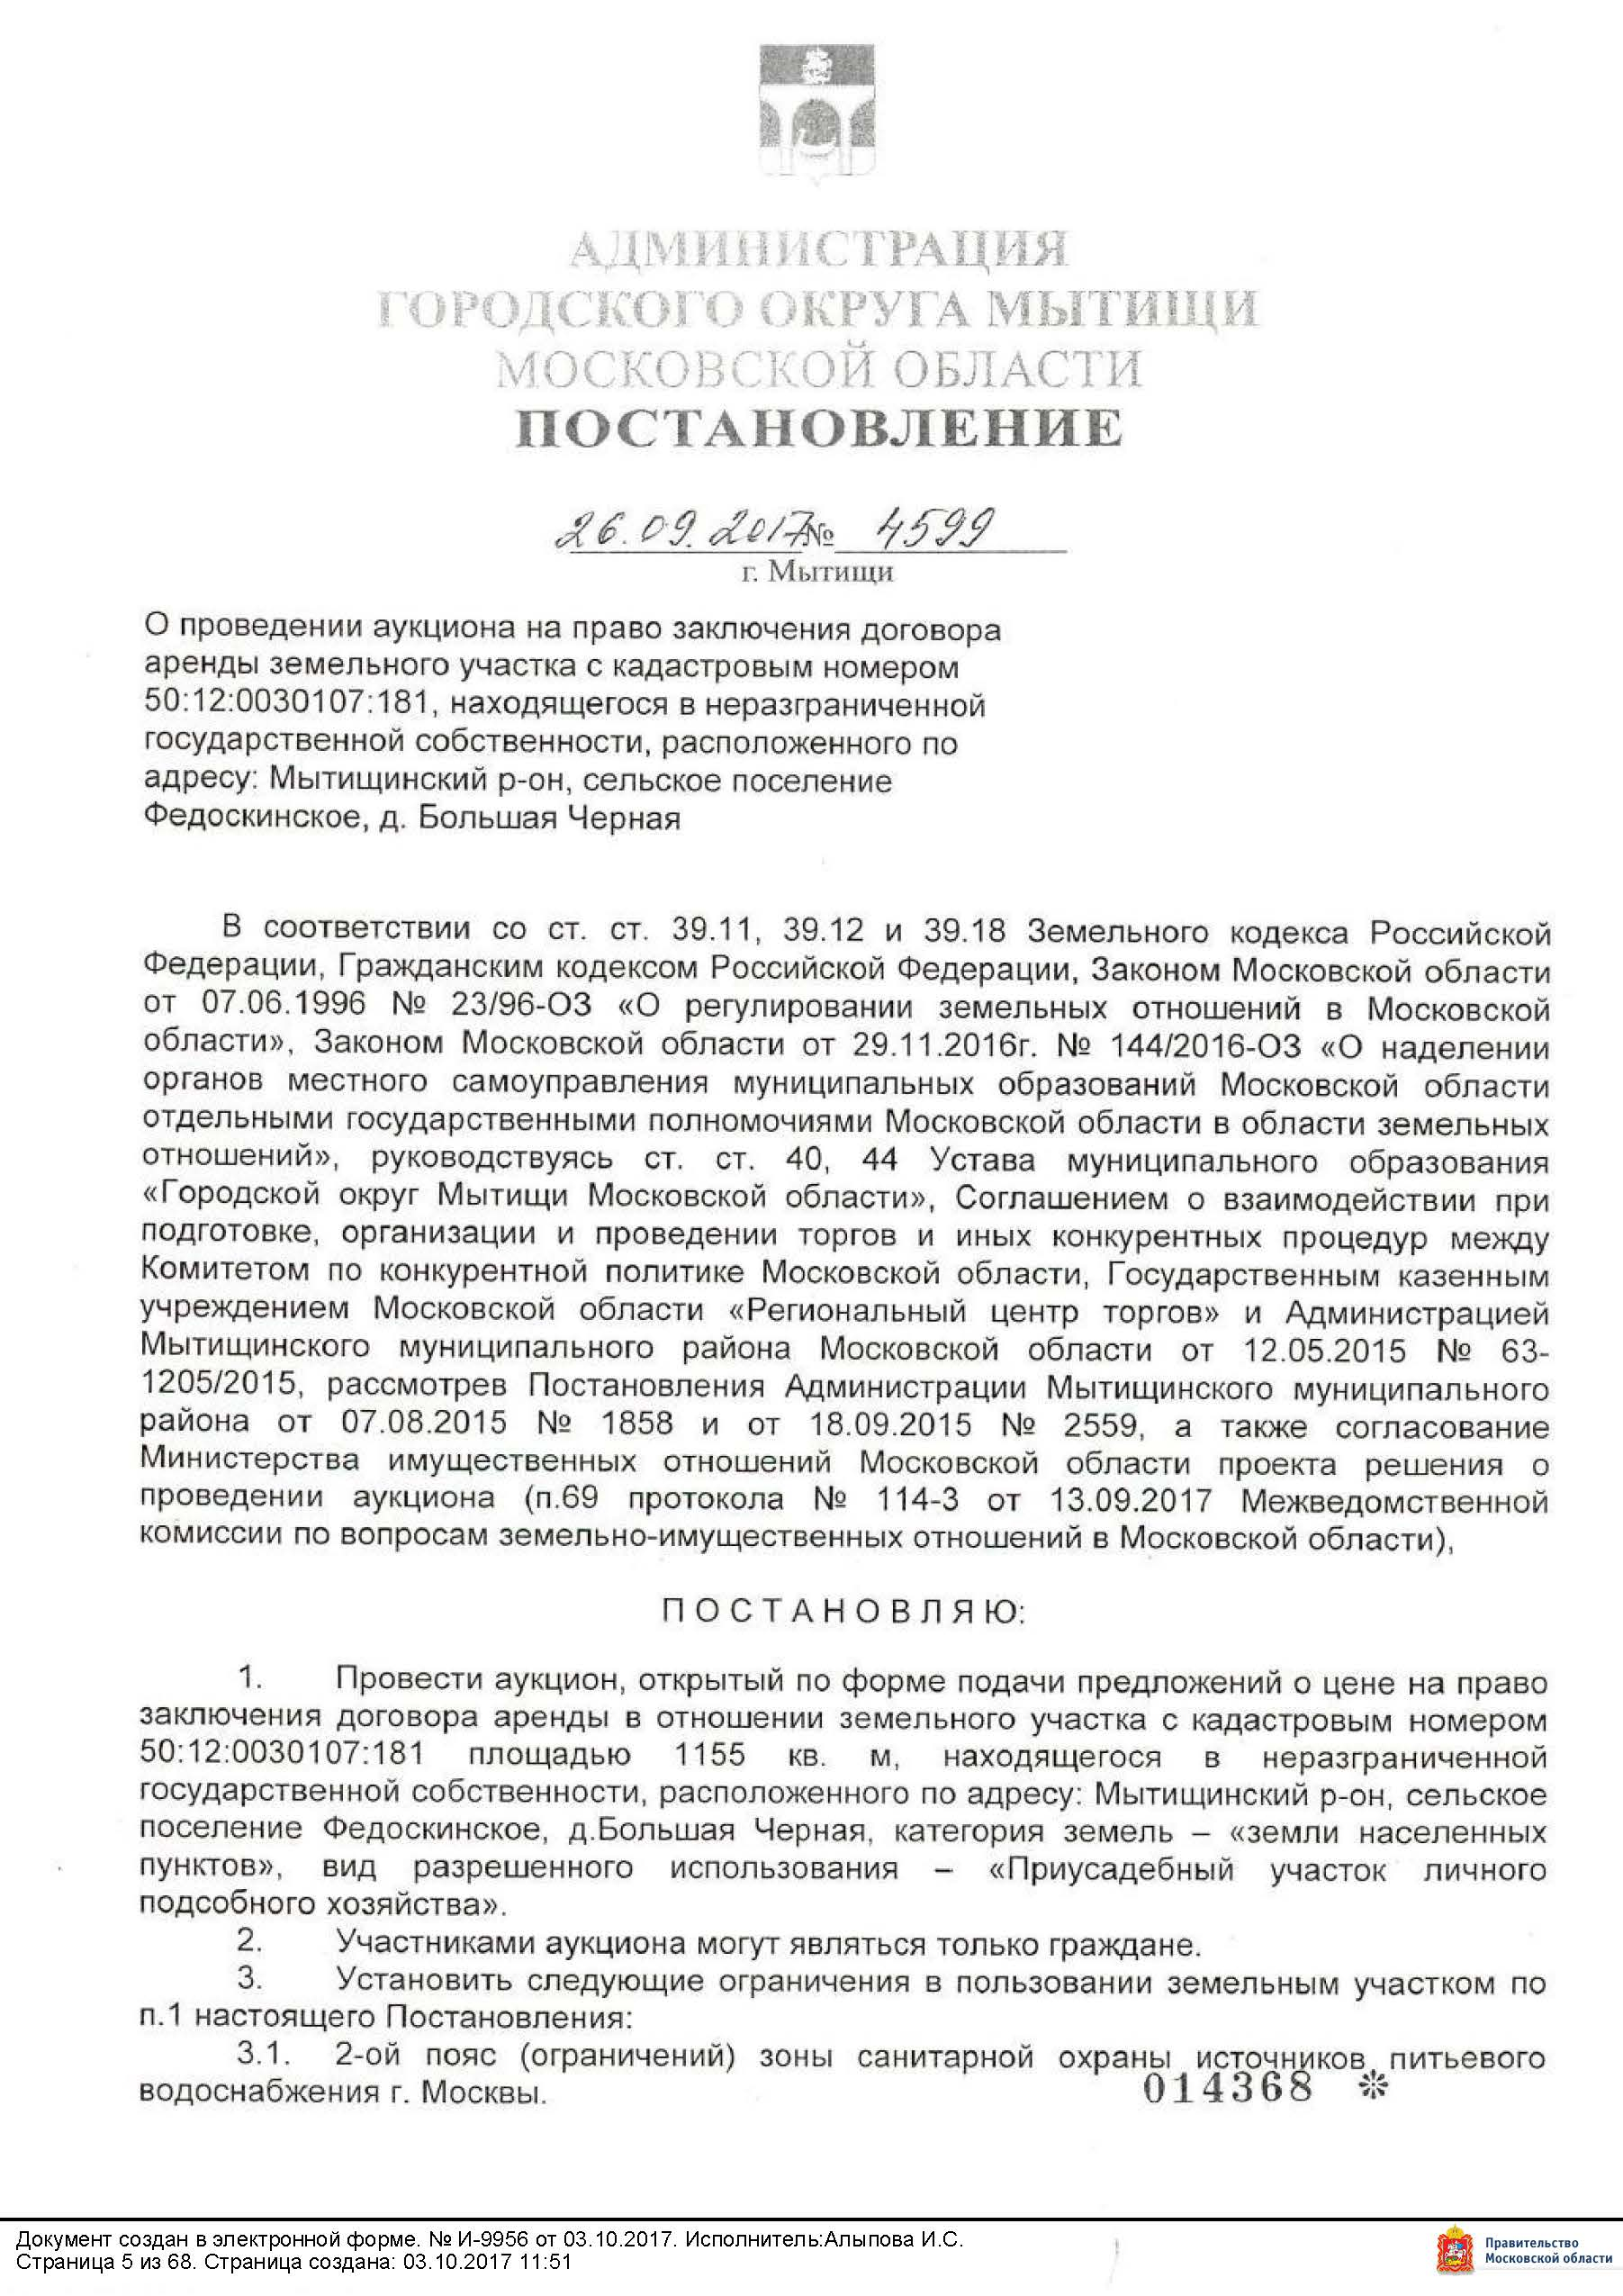 АДМИНИСТРАЦИЯ
ГОРОДСКОГО ОКРУГА МЫТИЩИ
МОСКОВСКОЙ ОБЛАСТИ
ПОСТАНОВЛЕНИЕ
26.09.2017 № 4599
г. Мытищи
О проведении аукциона на право заключения договора
аренды земельного участка с кадастровым номером
50:12:0030107:181, находящегося в неразграниченной
государственной собственности, расположенного по
адресу: Мытищинский р-он, сельское поселение
Федоскинское, д. Большая Черная
В соответствии со ст. ст. 39.11, 39.12 и 39.18 Земельного кодекса Российской
Федерации, Гражданским кодексом Российской Федерации, Законом Московской области
от 07.06.1996 № 23/96-ОЗ «О регулировании земельных отношений в Московской
области», Законом Московской области от 29.11.2016г. № 144/2016-ОЗ «О наделении
органов местного самоуправления муниципальных образований Московской области
отдельными государственными полномочиями Московской области в области земельных
отношений», руководствуясь ст. ст. 40, 44 Устава муниципального образования
«Городской округ Мытищи Московской области», Соглашением о взаимодействии при
подготовке, организации и проведении торгов и иных конкурентных процедур между
Комитетом по конкурентной политике Московской области, Государственным казенным
учреждением Московской области «Региональный центр торгов» и Администрацией
Мытищинского муниципального района Московской области от 12.05.2015 № 63-
1205/2015, рассмотрев Постановления Администрации Мытищинского муниципального
района от 07.08.2015 № 1858 и от 18.09.2015 № 2559, а также согласование
Министерства имущественных отношений Московской области проекта решения о
проведении аукциона (п.69 протокола № 114-З от 13.09.2017 Межведомственной
комиссии по вопросам земельно-имущественных отношений в Московской области),
П О С Т А Н О В Л Я Ю:
1. Провести аукцион, открытый по форме подачи предложений о цене на право
заключения договора аренды в отношении земельного участка с кадастровым номером
50:12:0030107:181 площадью 1155 кв. м, находящегося в неразграниченной
государственной собственности, расположенного по адресу: Мытищинский р-он, сельское
поселение Федоскинское, д.Большая Черная, категория земель – «земли населенных
пунктов», вид разрешенного использования – «Приусадебный участок личного
подсобного хозяйства».
2. Участниками аукциона могут являться только граждане.
3. Установить следующие ограничения в пользовании земельным участком по
п.1 настоящего Постановления:
3.1. 2-ой пояс (ограничений) зоны санитарной охраны источников питьевого
водоснабжения г. Москвы.
014368 *
Документ создан в электронной форме. № И-9956 от 03.10.2017. Исполнитель:Алыпова И.С.
Страница 5 из 68. Страница создана: 03.10.2017 11:51
Правительство
Московской области